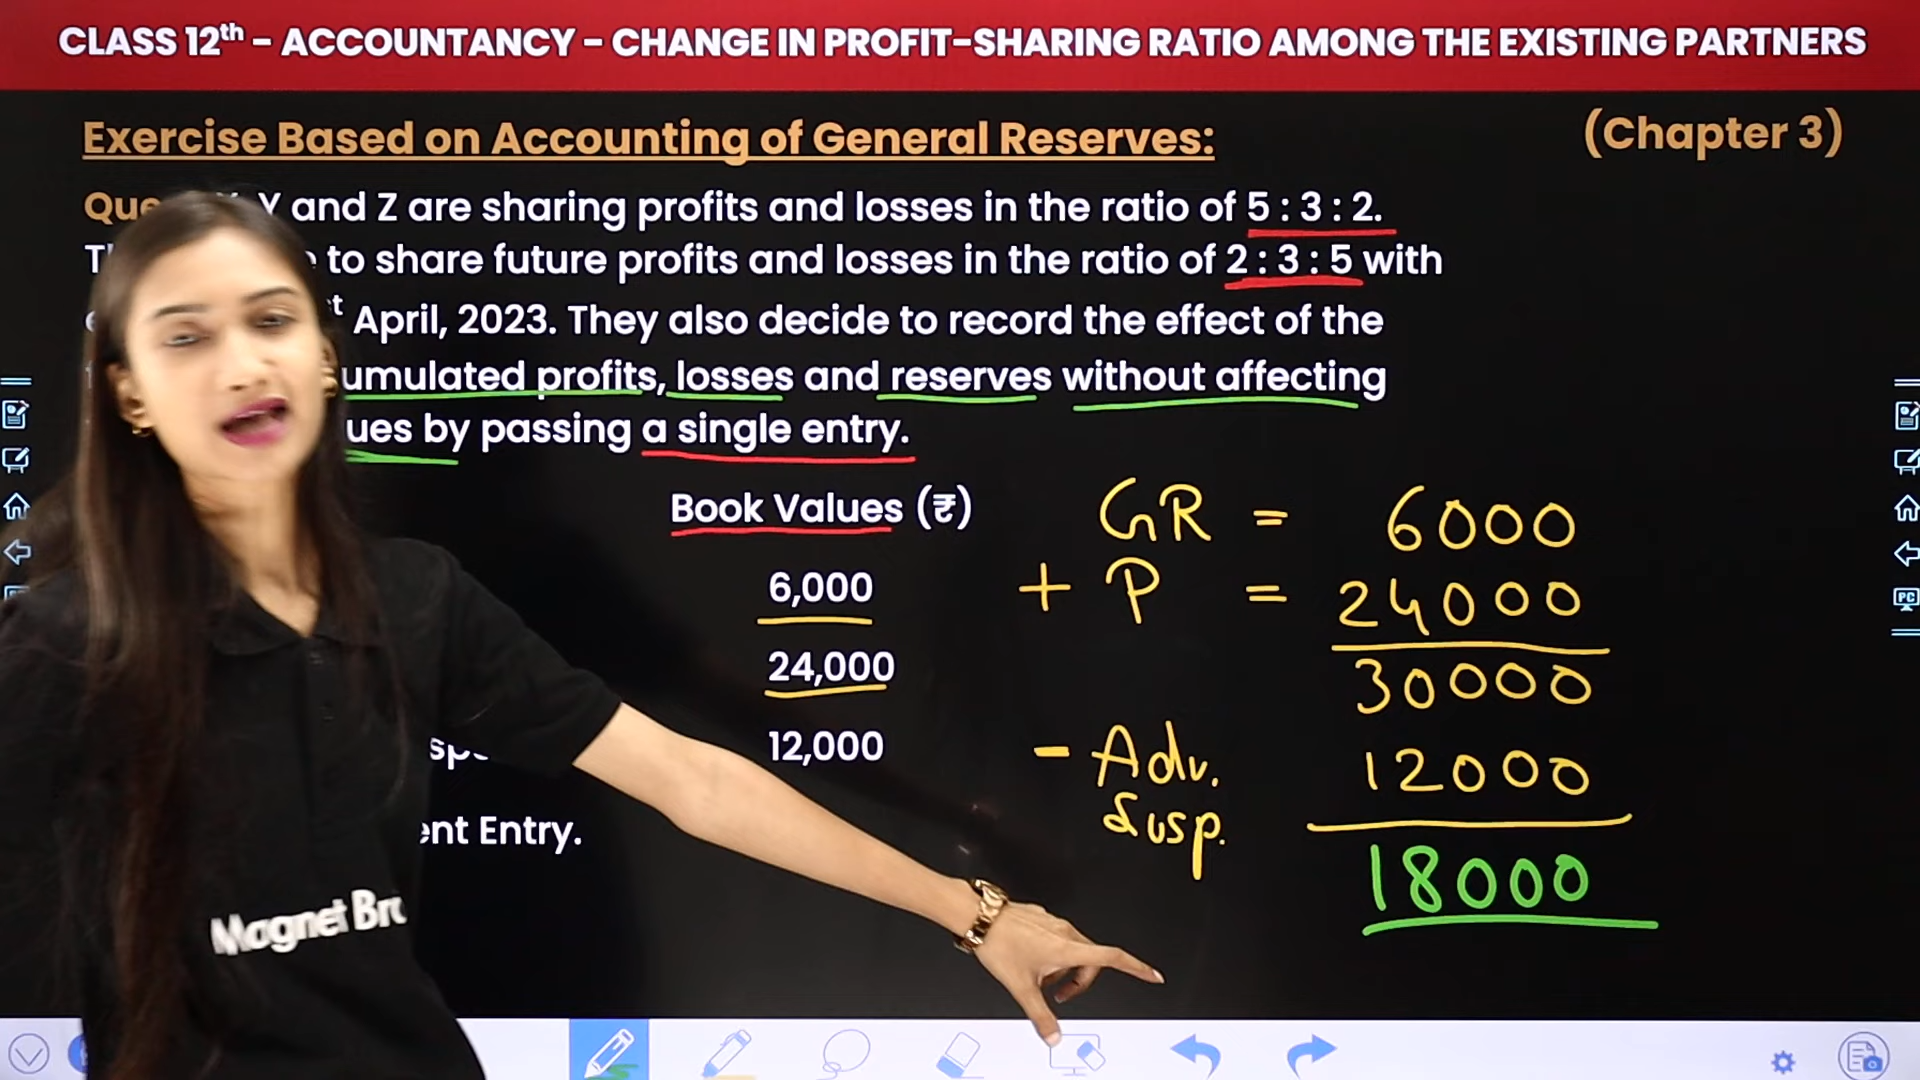 CLASS 12th – ACCOUNTANCY – CHANGE IN PROFIT-SHARING RATIO AMONG THE EXISTING PARTNERS
Exercise Based on Accounting of General Reserves:
(Chapter 3)
Y and Z are sharing profits and losses in the ratio of 5 : 3 : 2.
to share future profits and losses in the ratio of 2 : 3 : 5 with
April, 2023. They also decide to record the effect of the
profits, losses and reserves without affecting
by passing a single entry.
Book Values (₹)
6,000
24,000
12,000
Entry.
GR = 6000
+ P = 24000
30000
- Adv. 12000
Susp.
18000
Magnet
PC